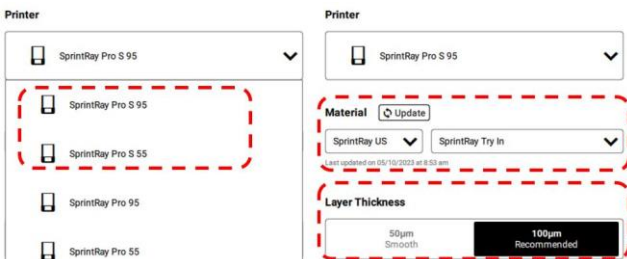 Printer
SprintRay Pro S 95
SprintRay Pro S 95
SprintRay Pro S 55
SprintRay Pro 95
SprintRay Pro 55
Printer
SprintRay Pro S 95
Material Update
SprintRay US SprintRay Try In
Last updated on 05/10/2023 at 8:53 am
Layer Thickness
50µm 100µm
Smooth Recommended